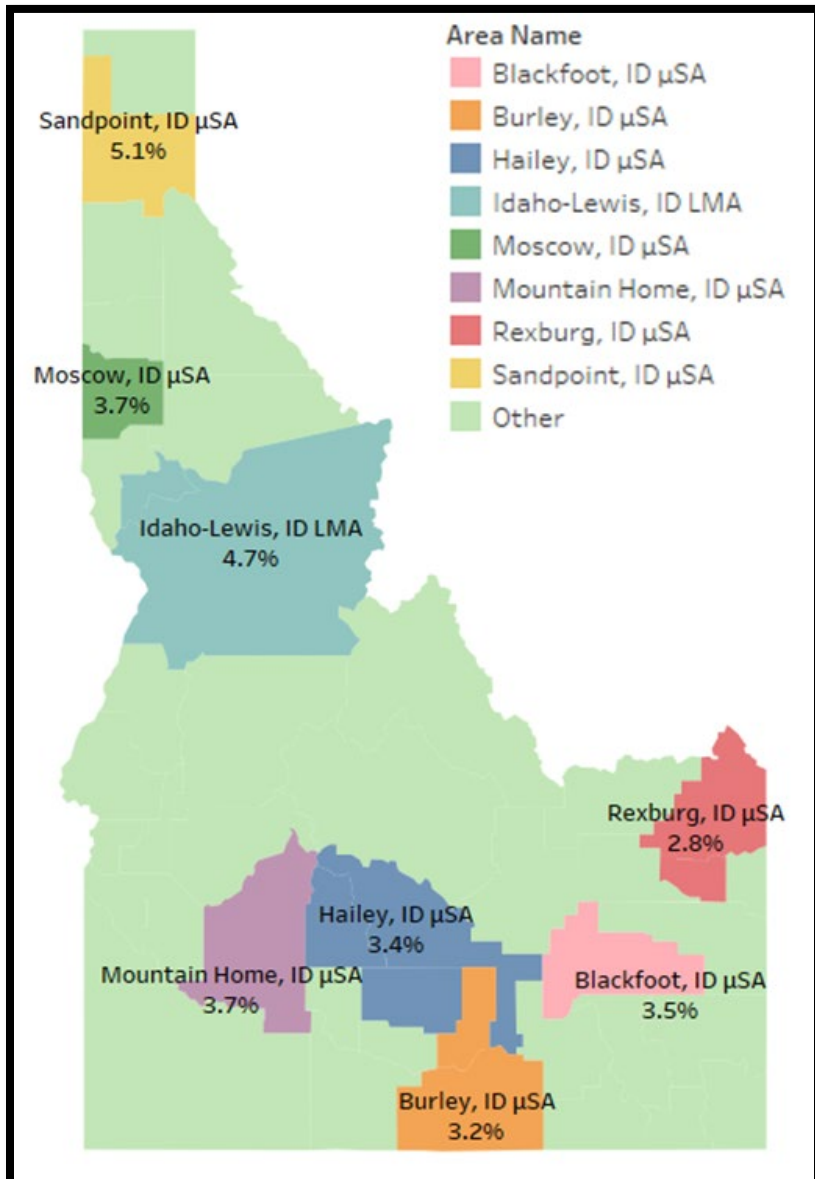 Area Name
Blackfoot, ID µSA
Burley, ID µSA
Hailey, ID µSA
Idaho-Lewis, ID LMA
Moscow, ID µSA
Mountain Home, ID µSA
Rexburg, ID µSA
Sandpoint, ID µSA
Other
Sandpoint, ID µSA
5.1%
Moscow, ID µSA
3.7%
Idaho-Lewis, ID LMA
4.7%
Rexburg, ID µSA
2.8%
Hailey, ID µSA
3.4%
Mountain Home, ID µSA
3.7%
Blackfoot, ID µSA
3.5%
Burley, ID µSA
3.2%